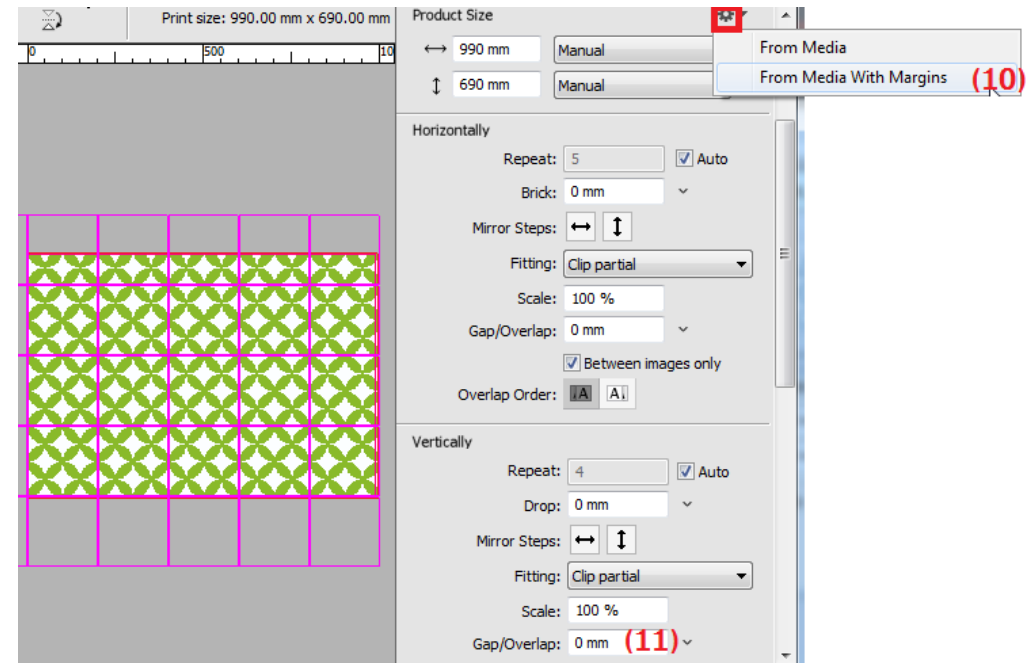 Print size: 990.00 mm x 690.00 mm
0 500 10
Product Size
990 mm Manual
690 mm Manual
From Media
From Media With Margins (10)
Horizontally
Repeat: 5 Auto
Brick: 0 mm
Mirror Steps:
Fitting: Clip partial
Scale: 100 %
Gap/Overlap: 0 mm
Between images only
Overlap Order: A A
Vertically
Repeat: 4 Auto
Drop: 0 mm
Mirror Steps:
Fitting: Clip partial
Scale: 100 %
Gap/Overlap: 0 mm (11)